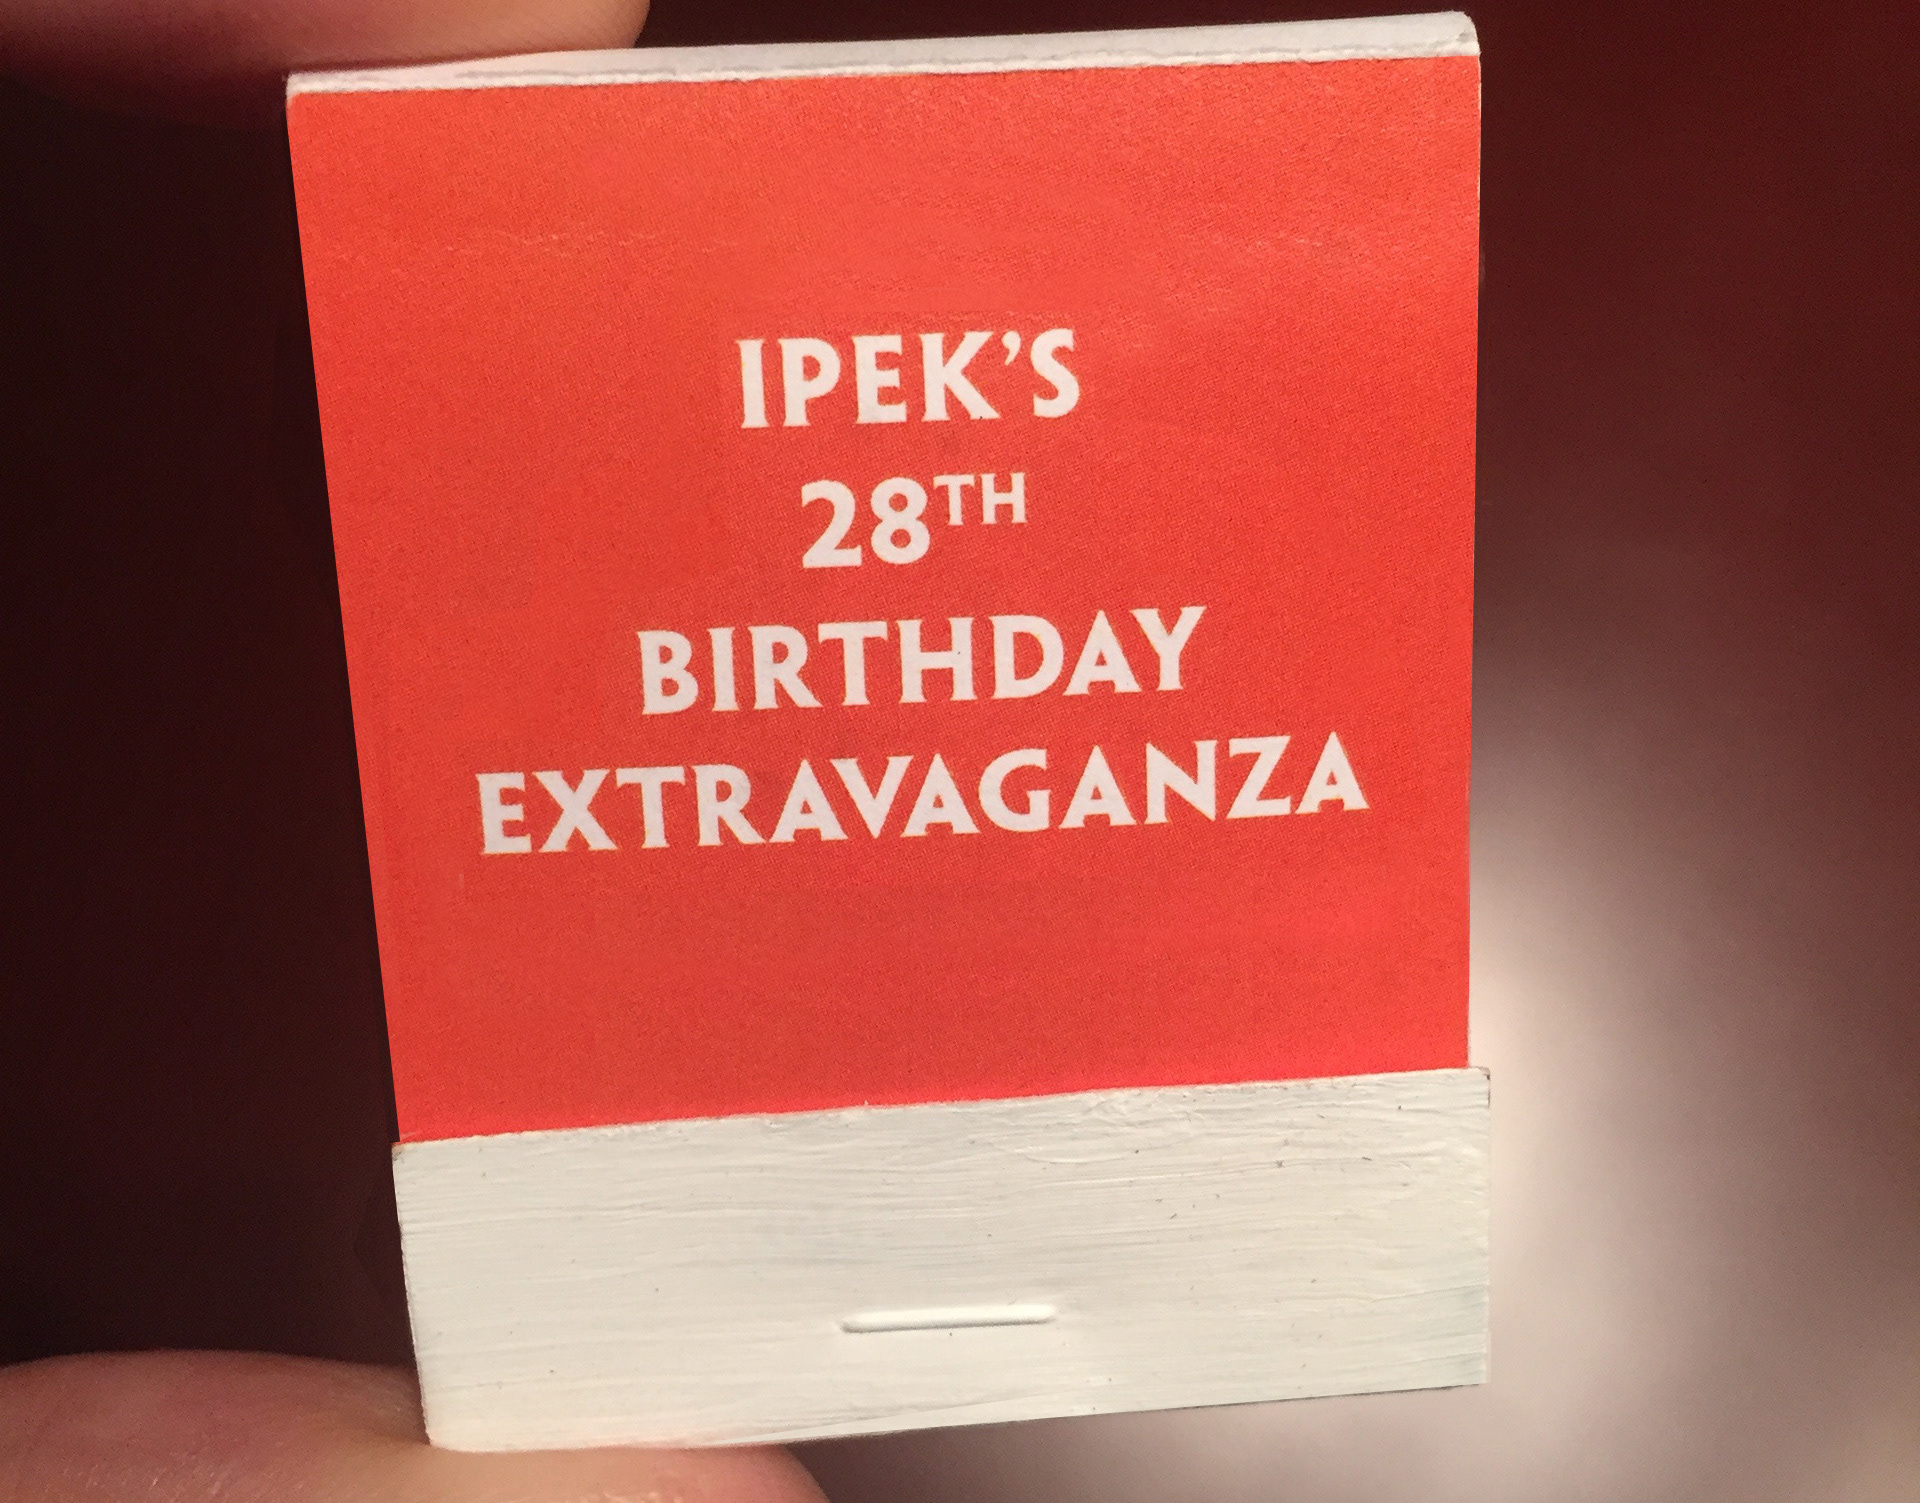 IPEK’S
28TH
BIRTHDAY
EXTRAVAGANZA